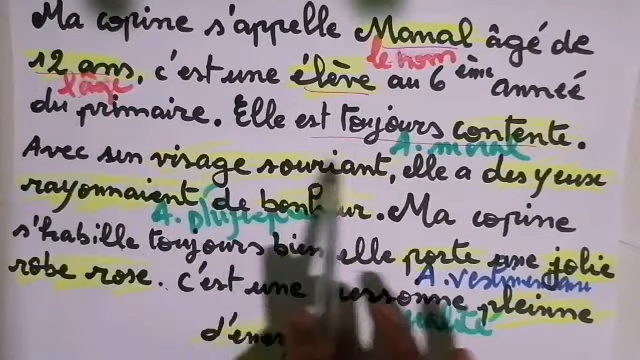 Ma copine s'appelle Manal âgé de
le nom
12 ans, c'est une élève au 6 ème année
l'âge
du primaire. Elle est toujours contente.
A. moral
Avec son visage souriant, elle a des yeux
rayonnaient de bonheur. Ma copine
A. physique
s'habille toujours bien elle porte une jolie
robe rose. c'est une personne pleinne
A. vestimentaire